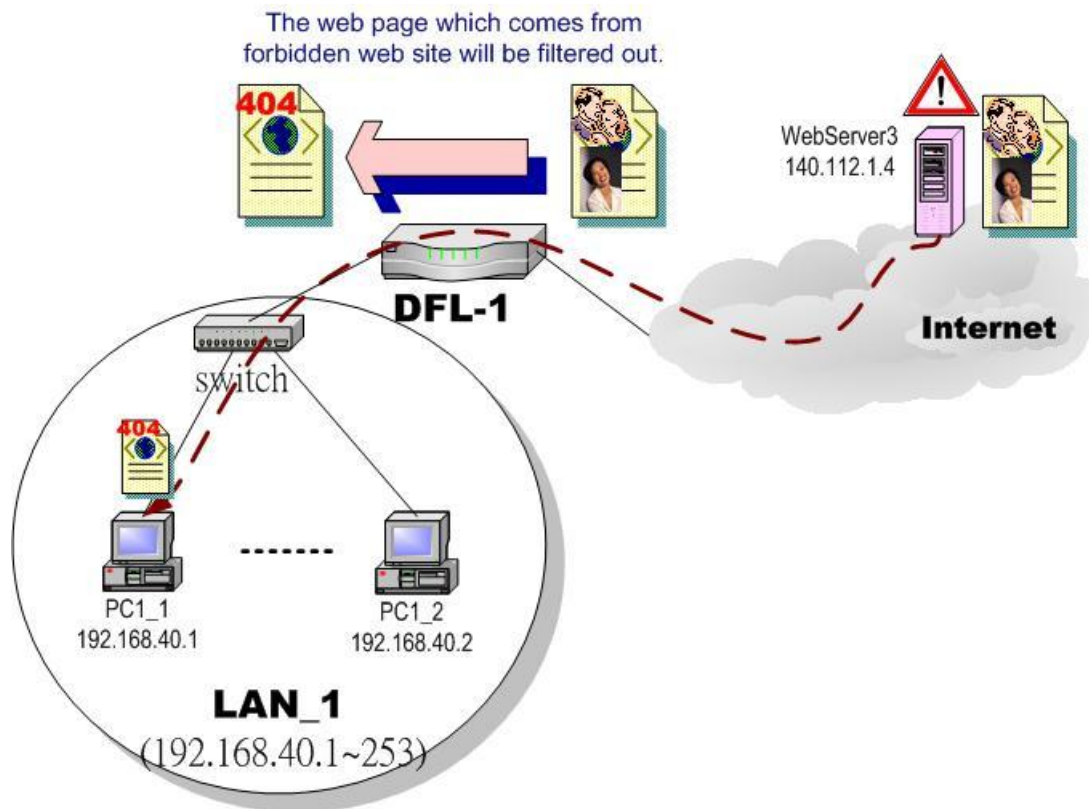 The web page which comes from
forbidden web site will be filtered out.
404
WebServer3
140.112.1.4
DFL-1
Internet
switch
404
PC1_1
192.168.40.1
PC1_2
192.168.40.2
LAN_1
(192.168.40.1~253)